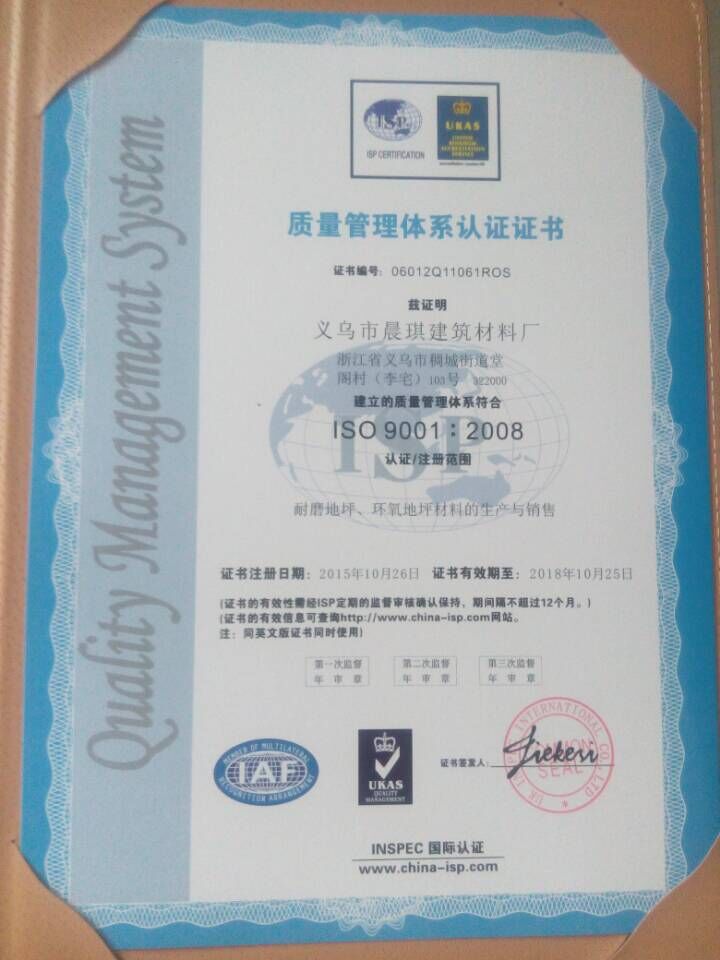 Quality Management System
ISP
UKAS
ISP CERTIFICATION
质量管理体系认证证书
证书编号: 06012Q11061ROS
兹证明
义乌市晨琪建筑材料厂
浙江省义乌市稠城街道堂
阁村（李宅）103号 322000
建立的质量管理体系符合
ISP
ISO 9001：2008
认证/注册范围
耐磨地坪、环氧地坪材料的生产与销售
证书注册日期：2015年10月26日 证书有效期至：2018年10月25日
(证书的有效性需经ISP定期的监督审核确认保持，期间隔不超过12个月。)
(证书的有效信息可查询http://www.china-isp.com网站。
注：同英文版证书同时使用)
第一次监督 第二次监督 第三次监督
年 审 章 年 审 章 年 审 章
MEMBER OF MULTILATERAL
IAF
RECOGNITION ARRANGEMENT
UKAS
QUALITY
MANAGEMENT
证书签发人:
INTERNATIONAL CO. LTD
SEAL
INSPEC 国际认证
www.china-isp.com